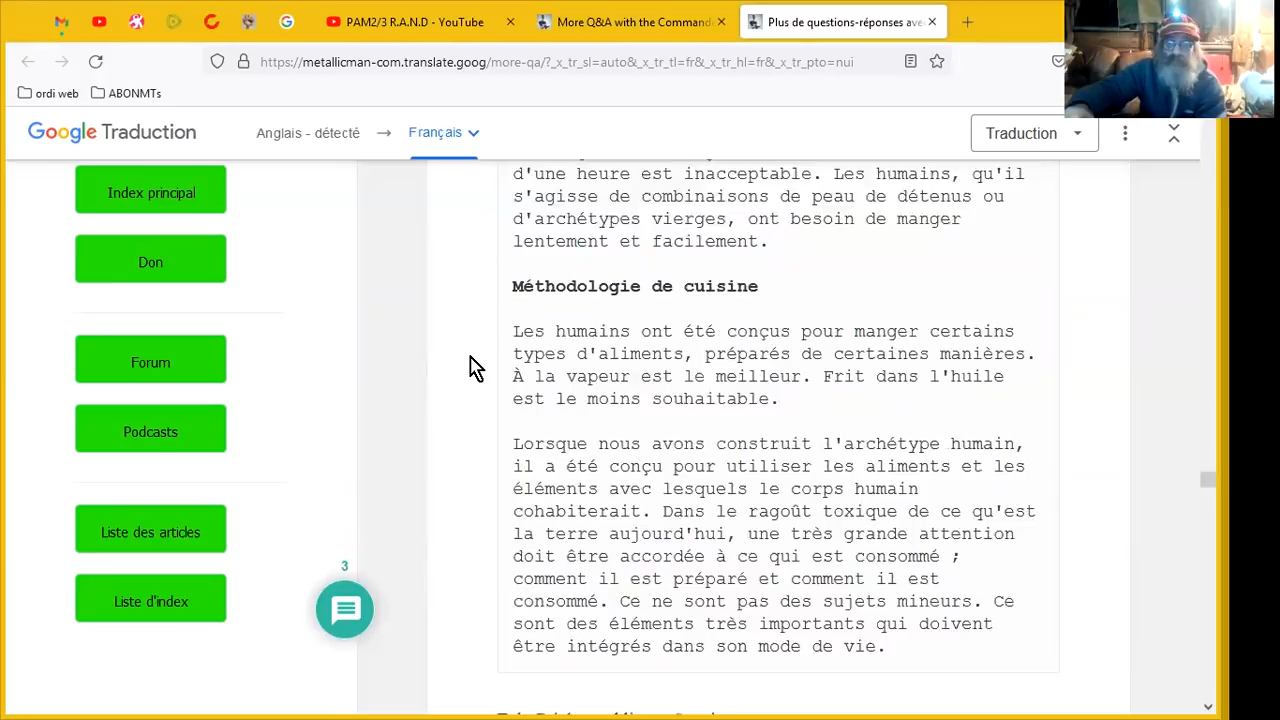 PAM2/3 R.A.N.D - YouTube
More Q&A with the Command
Plus de questions-réponses ave
https://metallicman-com.translate.goog/more-qa/?_x_tr_sl=auto&_x_tr_tl=fr&_x_tr_hl=fr&_x_tr_pto=nui
ordi web
ABONMTs
Google Traduction
Anglais - détecté
Français
Traduction
Index principal
Don
Forum
Podcasts
Liste des articles
Liste d'index
3
d'une heure est inacceptable. Les humains, qu'il
s'agisse de combinaisons de peau de détenus ou
d'archétypes vierges, ont besoin de manger
lentement et facilement.
Méthodologie de cuisine
Les humains ont été conçus pour manger certains
types d'aliments, préparés de certaines manières.
À la vapeur est le meilleur. Frit dans l'huile
est le moins souhaitable.
Lorsque nous avons construit l'archétype humain,
il a été conçu pour utiliser les aliments et les
éléments avec lesquels le corps humain
cohabiterait. Dans le ragoût toxique de ce qu'est
la terre aujourd'hui, une très grande attention
doit être accordée à ce qui est consommé ;
comment il est préparé et comment il est
consommé. Ce ne sont pas des sujets mineurs. Ce
sont des éléments très importants qui doivent
être intégrés dans son mode de vie.